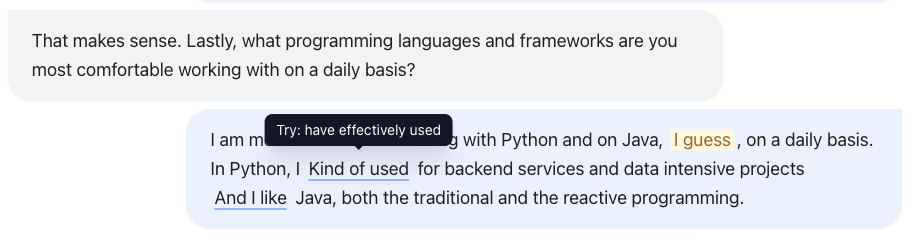 That makes sense. Lastly, what programming languages and frameworks are you
most comfortable working with on a daily basis?
Try: have effectively used
I am m g with Python and on Java, I guess, on a daily basis.
In Python, I Kind of used for backend services and data intensive projects
And I like Java, both the traditional and the reactive programming.